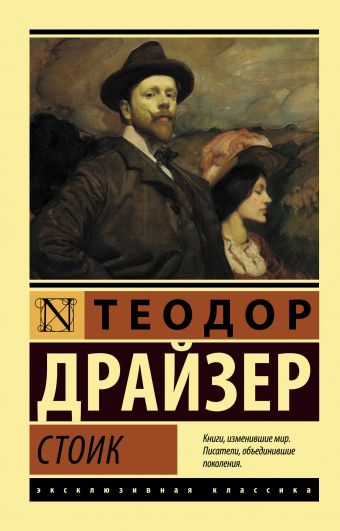 N
ТЕОДОР
ДРАЙЗЕР
СТОИК
Книги, изменившие мир.
Писатели, объединившие
поколения.
эксклюзивная классика